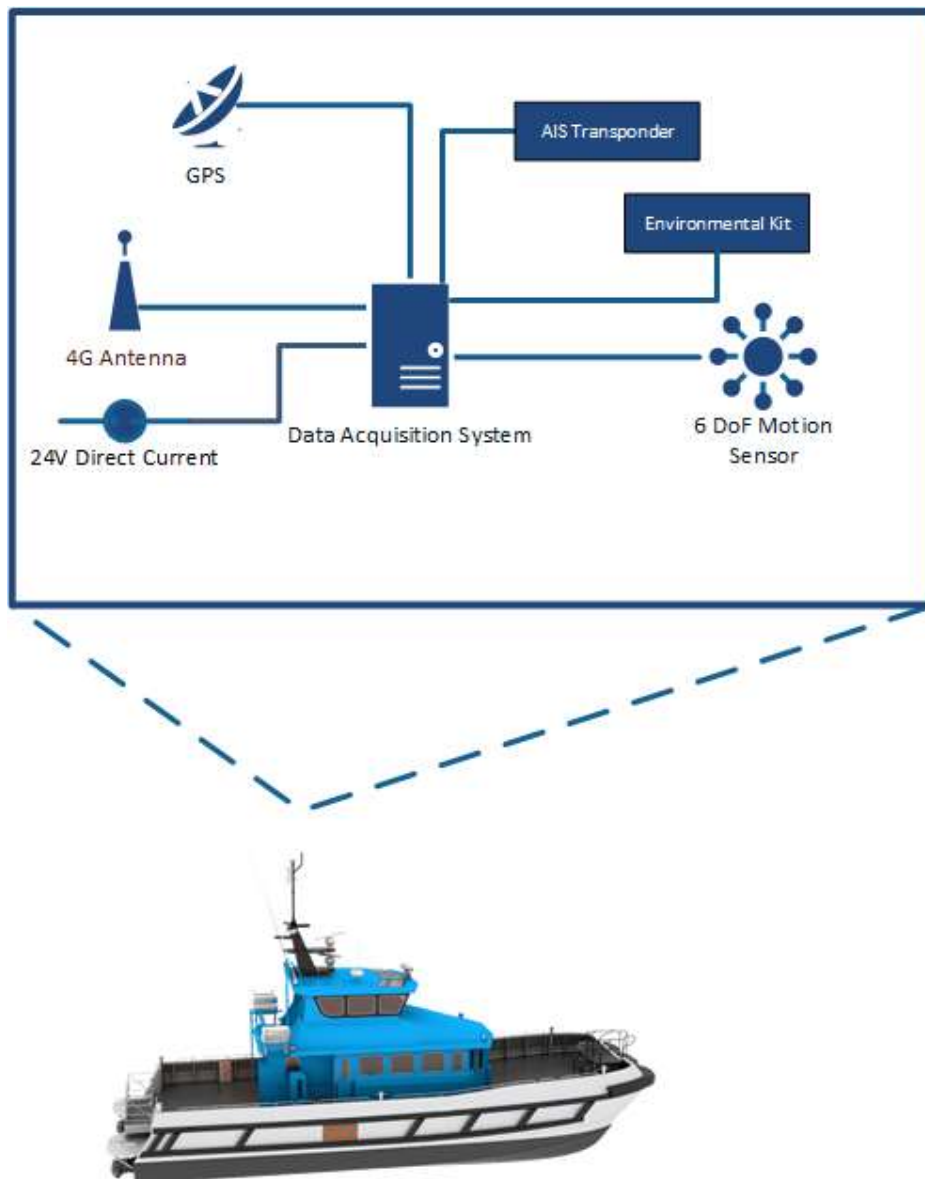 GPS
AIS Transponder
Environmental Kit
4G Antenna
24V Direct Current
Data Acquisition System
6 DoF Motion
Sensor